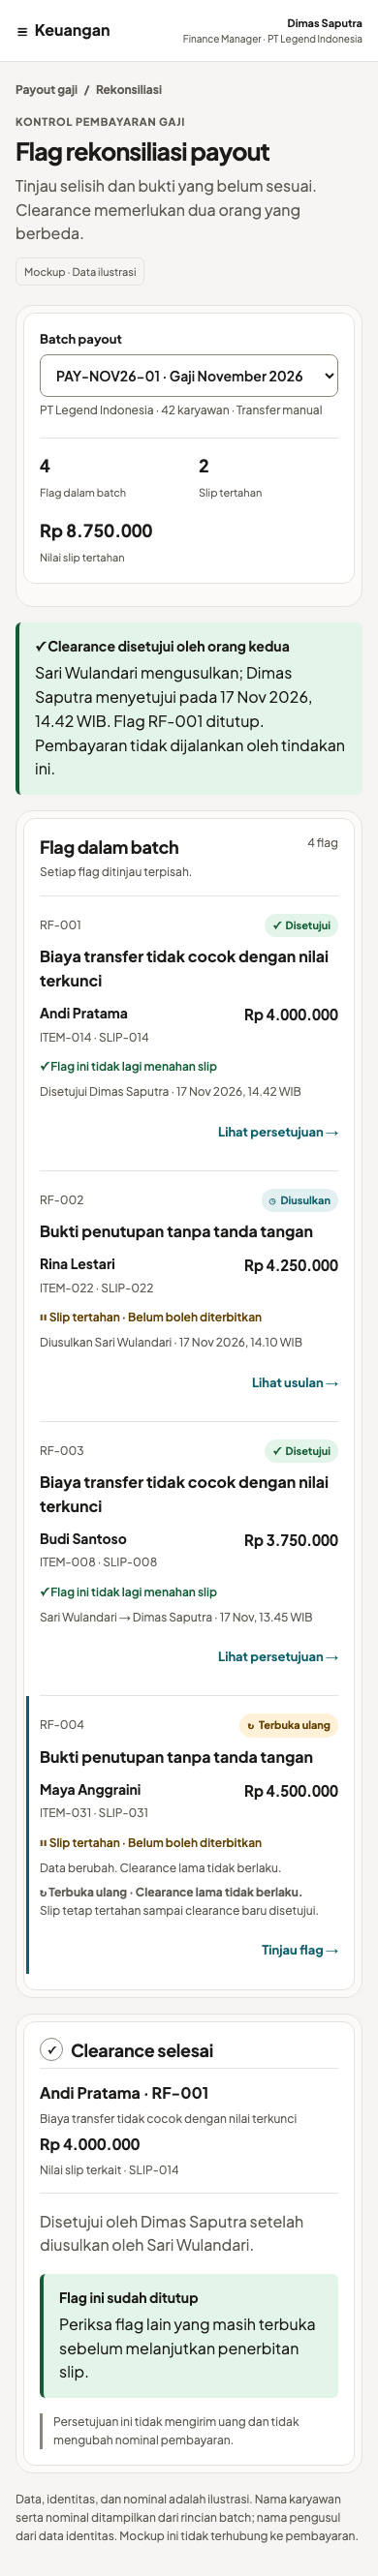 ≡ Keuangan
Dimas Saputra
Finance Manager · PT Legend Indonesia
Payout gaji / Rekonsiliasi
KONTROL PEMBAYARAN GAJI
Flag rekonsiliasi payout
Tinjau selisih dan bukti yang belum sesuai.
Clearance memerlukan dua orang yang
berbeda.
Mockup · Data ilustrasi
Batch payout
PAY-NOV26-01 · Gaji November 2026
PT Legend Indonesia · 42 karyawan · Transfer manual
4
Flag dalam batch
2
Slip tertahan
Rp 8.750.000
Nilai slip tertahan
✓Clearance disetujui oleh orang kedua
Sari Wulandari mengusulkan; Dimas
Saputra menyetujui pada 17 Nov 2026,
14.42 WIB. Flag RF-001 ditutup.
Pembayaran tidak dijalankan oleh tindakan
ini.
Flag dalam batch
4 flag
Setiap flag ditinjau terpisah.
RF-001
✓ Disetujui
Biaya transfer tidak cocok dengan nilai
terkunci
Andi Pratama
Rp 4.000.000
ITEM-014 · SLIP-014
✓Flag ini tidak lagi menahan slip
Disetujui Dimas Saputra · 17 Nov 2026, 14.42 WIB
Lihat persetujuan →
RF-002
◷ Diusulkan
Bukti penutupan tanpa tanda tangan
Rina Lestari
Rp 4.250.000
ITEM-022 · SLIP-022
Slip tertahan · Belum boleh diterbitkan
Diusulkan Sari Wulandari · 17 Nov 2026, 14.10 WIB
Lihat usulan →
RF-003
✓ Disetujui
Biaya transfer tidak cocok dengan nilai
terkunci
Budi Santoso
Rp 3.750.000
ITEM-008 · SLIP-008
✓Flag ini tidak lagi menahan slip
Sari Wulandari → Dimas Saputra · 17 Nov, 13.45 WIB
Lihat persetujuan →
RF-004
↻ Terbuka ulang
Bukti penutupan tanpa tanda tangan
Maya Anggraini
Rp 4.500.000
ITEM-031 · SLIP-031
Slip tertahan · Belum boleh diterbitkan
Data berubah. Clearance lama tidak berlaku.
↻ Terbuka ulang · Clearance lama tidak berlaku.
Slip tetap tertahan sampai clearance baru disetujui.
Tinjau flag →
✓ Clearance selesai
Andi Pratama · RF-001
Biaya transfer tidak cocok dengan nilai terkunci
Rp 4.000.000
Nilai slip terkait · SLIP-014
Disetujui oleh Dimas Saputra setelah
diusulkan oleh Sari Wulandari.
Flag ini sudah ditutup
Periksa flag lain yang masih terbuka
sebelum melanjutkan penerbitan
slip.
Persetujuan ini tidak mengirim uang dan tidak
mengubah nominal pembayaran.
Data, identitas, dan nominal adalah ilustrasi. Nama karyawan
serta nominal ditampilkan dari rincian batch; nama pengusul
dari data identitas. Mockup ini tidak terhubung ke pembayaran.